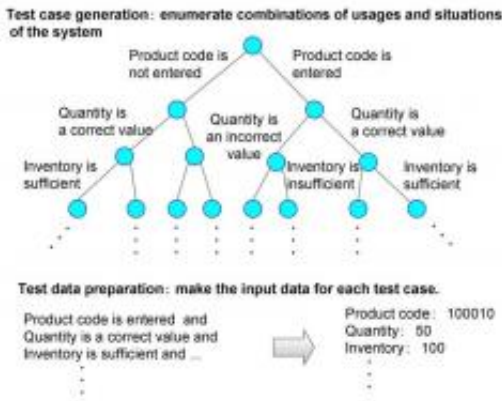 Test case generation: enumerate combinations of usages and situations
of the system
Product code is
not entered
Product code is
entered
Quantity is
a correct value
Quantity is
an incorrect
value
Quantity is
a correct value
Inventory is
sufficient
Inventory is
insufficient
Inventory is
sufficient
Test data preparation: make the input data for each test case.
Product code is entered and
Quantity is a correct value and
Inventory is sufficient and ...
Product code: 100010
Quantity: 50
Inventory: 100